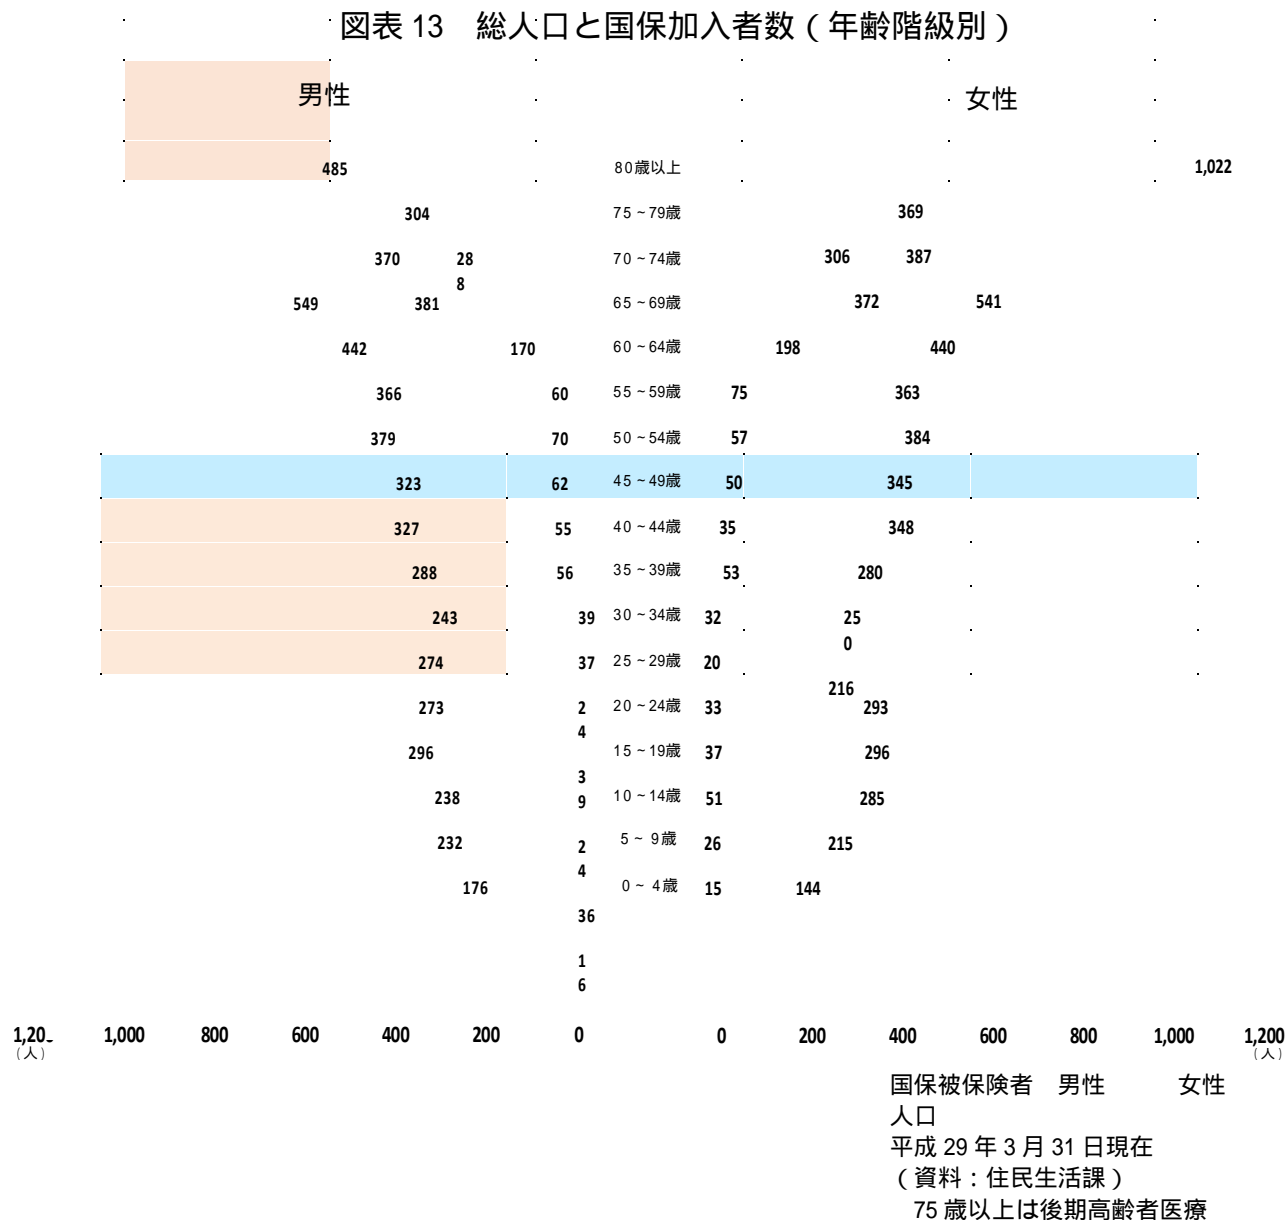 図表 13 総人口と国保加入者数（年齢階級別）
男性 女性
485 80歳以上 1,022
304 75～79歳 369
370 28 70～74歳 306 387
8
549 381 65～69歳 372 541
442 170 60～64歳 198 440
366 60 55～59歳 75 363
379 70 50～54歳 57 384
323 62 45～49歳 50 345
327 55 40～44歳 35 348
288 56 35～39歳 53 280
243 39 30～34歳 32 25
0
274 37 25～29歳 20
216
273 2 20～24歳 33 293
4
296 15～19歳 37 296
3
238 9 10～14歳 51 285
232 2 5～9歳 26 215
4
176 0～4歳 15 144
36
1
6
1,20 1,000 800 600 400 200 0 0 200 400 600 800 1,000 1,200
（人） （人）
国保被保険者 男性 女性
人口
平成 29 年 3 月 31 日現在
（資料：住民生活課）
75 歳以上は後期高齢者医療